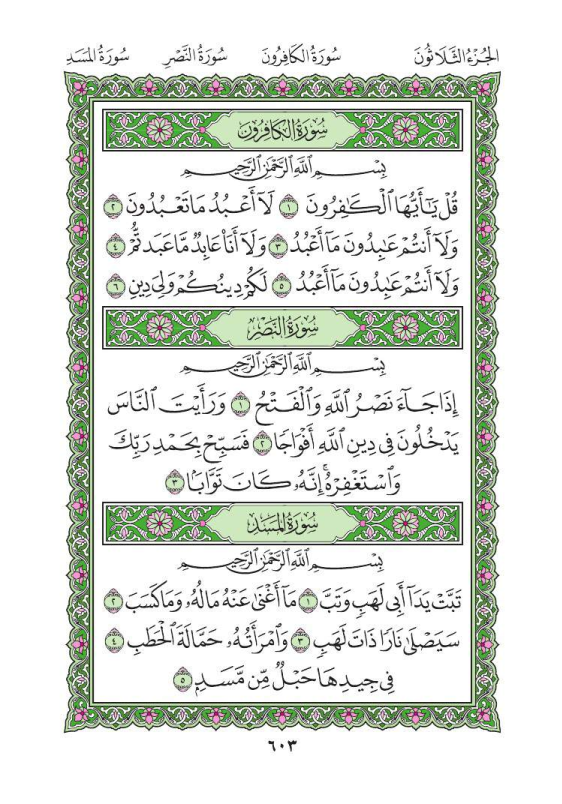 الجُزْءُ الثَّلَاثُونَ سُورَةُ الكَافِرُونَ سُورَةُ النَّصْرِ سُورَةُ المَسَدِ
سُورَةُ الكَافِرُونَ
بِسْمِ ٱللَّهِ ٱلرَّحْمَٰنِ ٱلرَّحِيمِ
قُلْ يَٰٓأَيُّهَا ٱلْكَٰفِرُونَ ١ لَآ أَعْبُدُ مَا تَعْبُدُونَ ٢
وَلَآ أَنتُمْ عَٰبِدُونَ مَآ أَعْبُدُ ٣ وَلَآ أَنَا۠ عَابِدٌ مَّا عَبَدتُّمْ ٤
وَلَآ أَنتُمْ عَٰبِدُونَ مَآ أَعْبُدُ ٥ لَكُمْ دِينُكُمْ وَلِىَ دِينِ ٦
سُورَةُ النَّصْرِ
بِسْمِ ٱللَّهِ ٱلرَّحْمَٰنِ ٱلرَّحِيمِ
إِذَا جَآءَ نَصْرُ ٱللَّهِ وَٱلْفَتْحُ ١ وَرَأَيْتَ ٱلنَّاسَ
يَدْخُلُونَ فِى دِينِ ٱللَّهِ أَفْوَاجًا ٢ فَسَبِّحْ بِحَمْدِ رَبِّكَ
وَٱسْتَغْفِرْهُ ۚ إِنَّهُۥ كَانَ تَوَّابًۢا ٣
سُورَةُ المَسَدِ
بِسْمِ ٱللَّهِ ٱلرَّحْمَٰنِ ٱلرَّحِيمِ
تَبَّتْ يَدَآ أَبِى لَهَبٍ وَتَبَّ ١ مَآ أَغْنَىٰ عَنْهُ مَالُهُۥ وَمَا كَسَبَ ٢
سَيَصْلَىٰ نَارًا ذَاتَ لَهَبٍ ٣ وَٱمْرَأَتُهُۥ حَمَّالَةَ ٱلْحَطَبِ ٤
فِى جِيدِهَا حَبْلٌ مِّن مَّسَدٍۭ ٥
٦٠٣